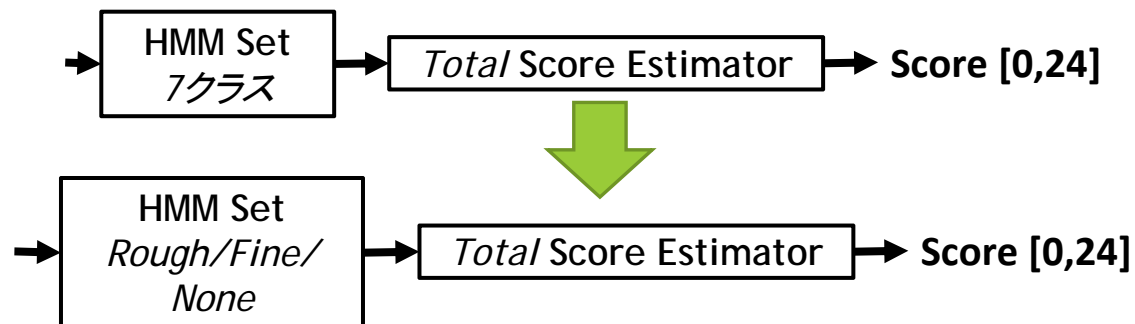 HMM Set
7クラス
Total Score Estimator
Score [0,24]
HMM Set
Rough/Fine/
None
Total Score Estimator
Score [0,24]